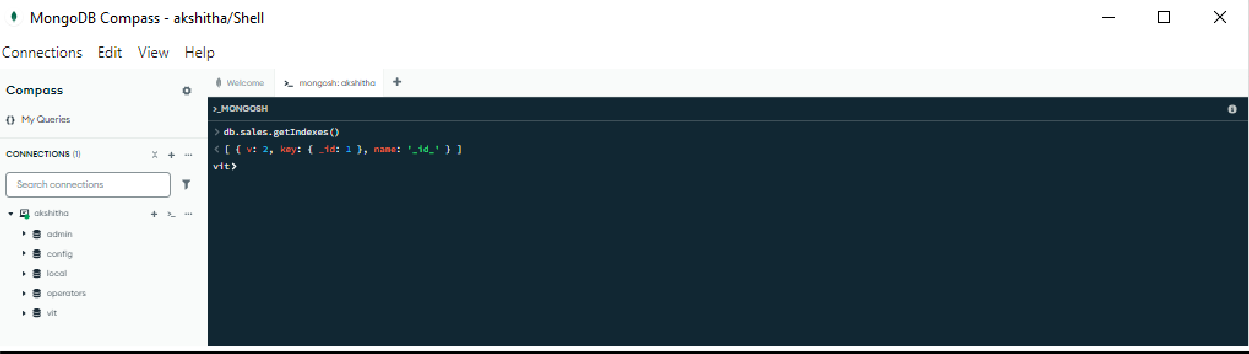 MongoDB Compass - akshitha/Shell
Connections Edit View Help
Compass
{} My Queries
CONNECTIONS (1)
Search connections
akshitha
admin
config
local
operators
vit
Welcome
>_ mongosh: akshitha
>_MONGOSH
> db.sales.getIndexes()
< [ { v: 2, key: { _id: 1 }, name: '_id_' } ]
vit>